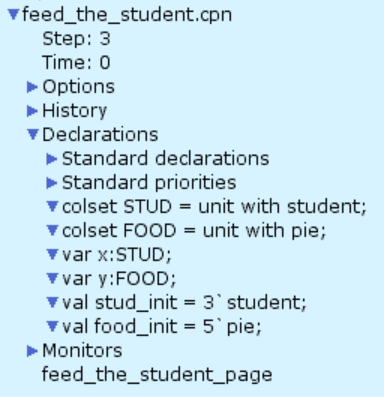 feed_the_student.cpn
Step: 3
Time: 0
Options
History
Declarations
Standard declarations
Standard priorities
colset STUD = unit with student;
colset FOOD = unit with pie;
var x:STUD;
var y:FOOD;
val stud_init = 3`student;
val food_init = 5`pie;
Monitors
feed_the_student_page